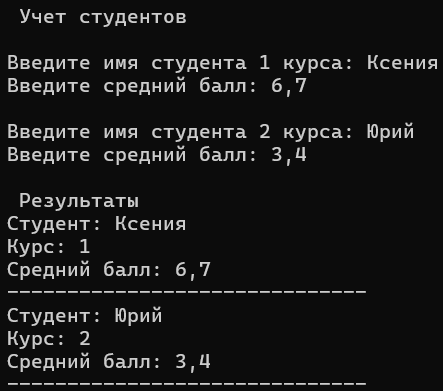 Учет студентов
Введите имя студента 1 курса: Ксения
Введите средний балл: 6,7
Введите имя студента 2 курса: Юрий
Введите средний балл: 3,4
Результаты
Студент: Ксения
Курс: 1
Средний балл: 6,7
------------------------------
Студент: Юрий
Курс: 2
Средний балл: 3,4
------------------------------